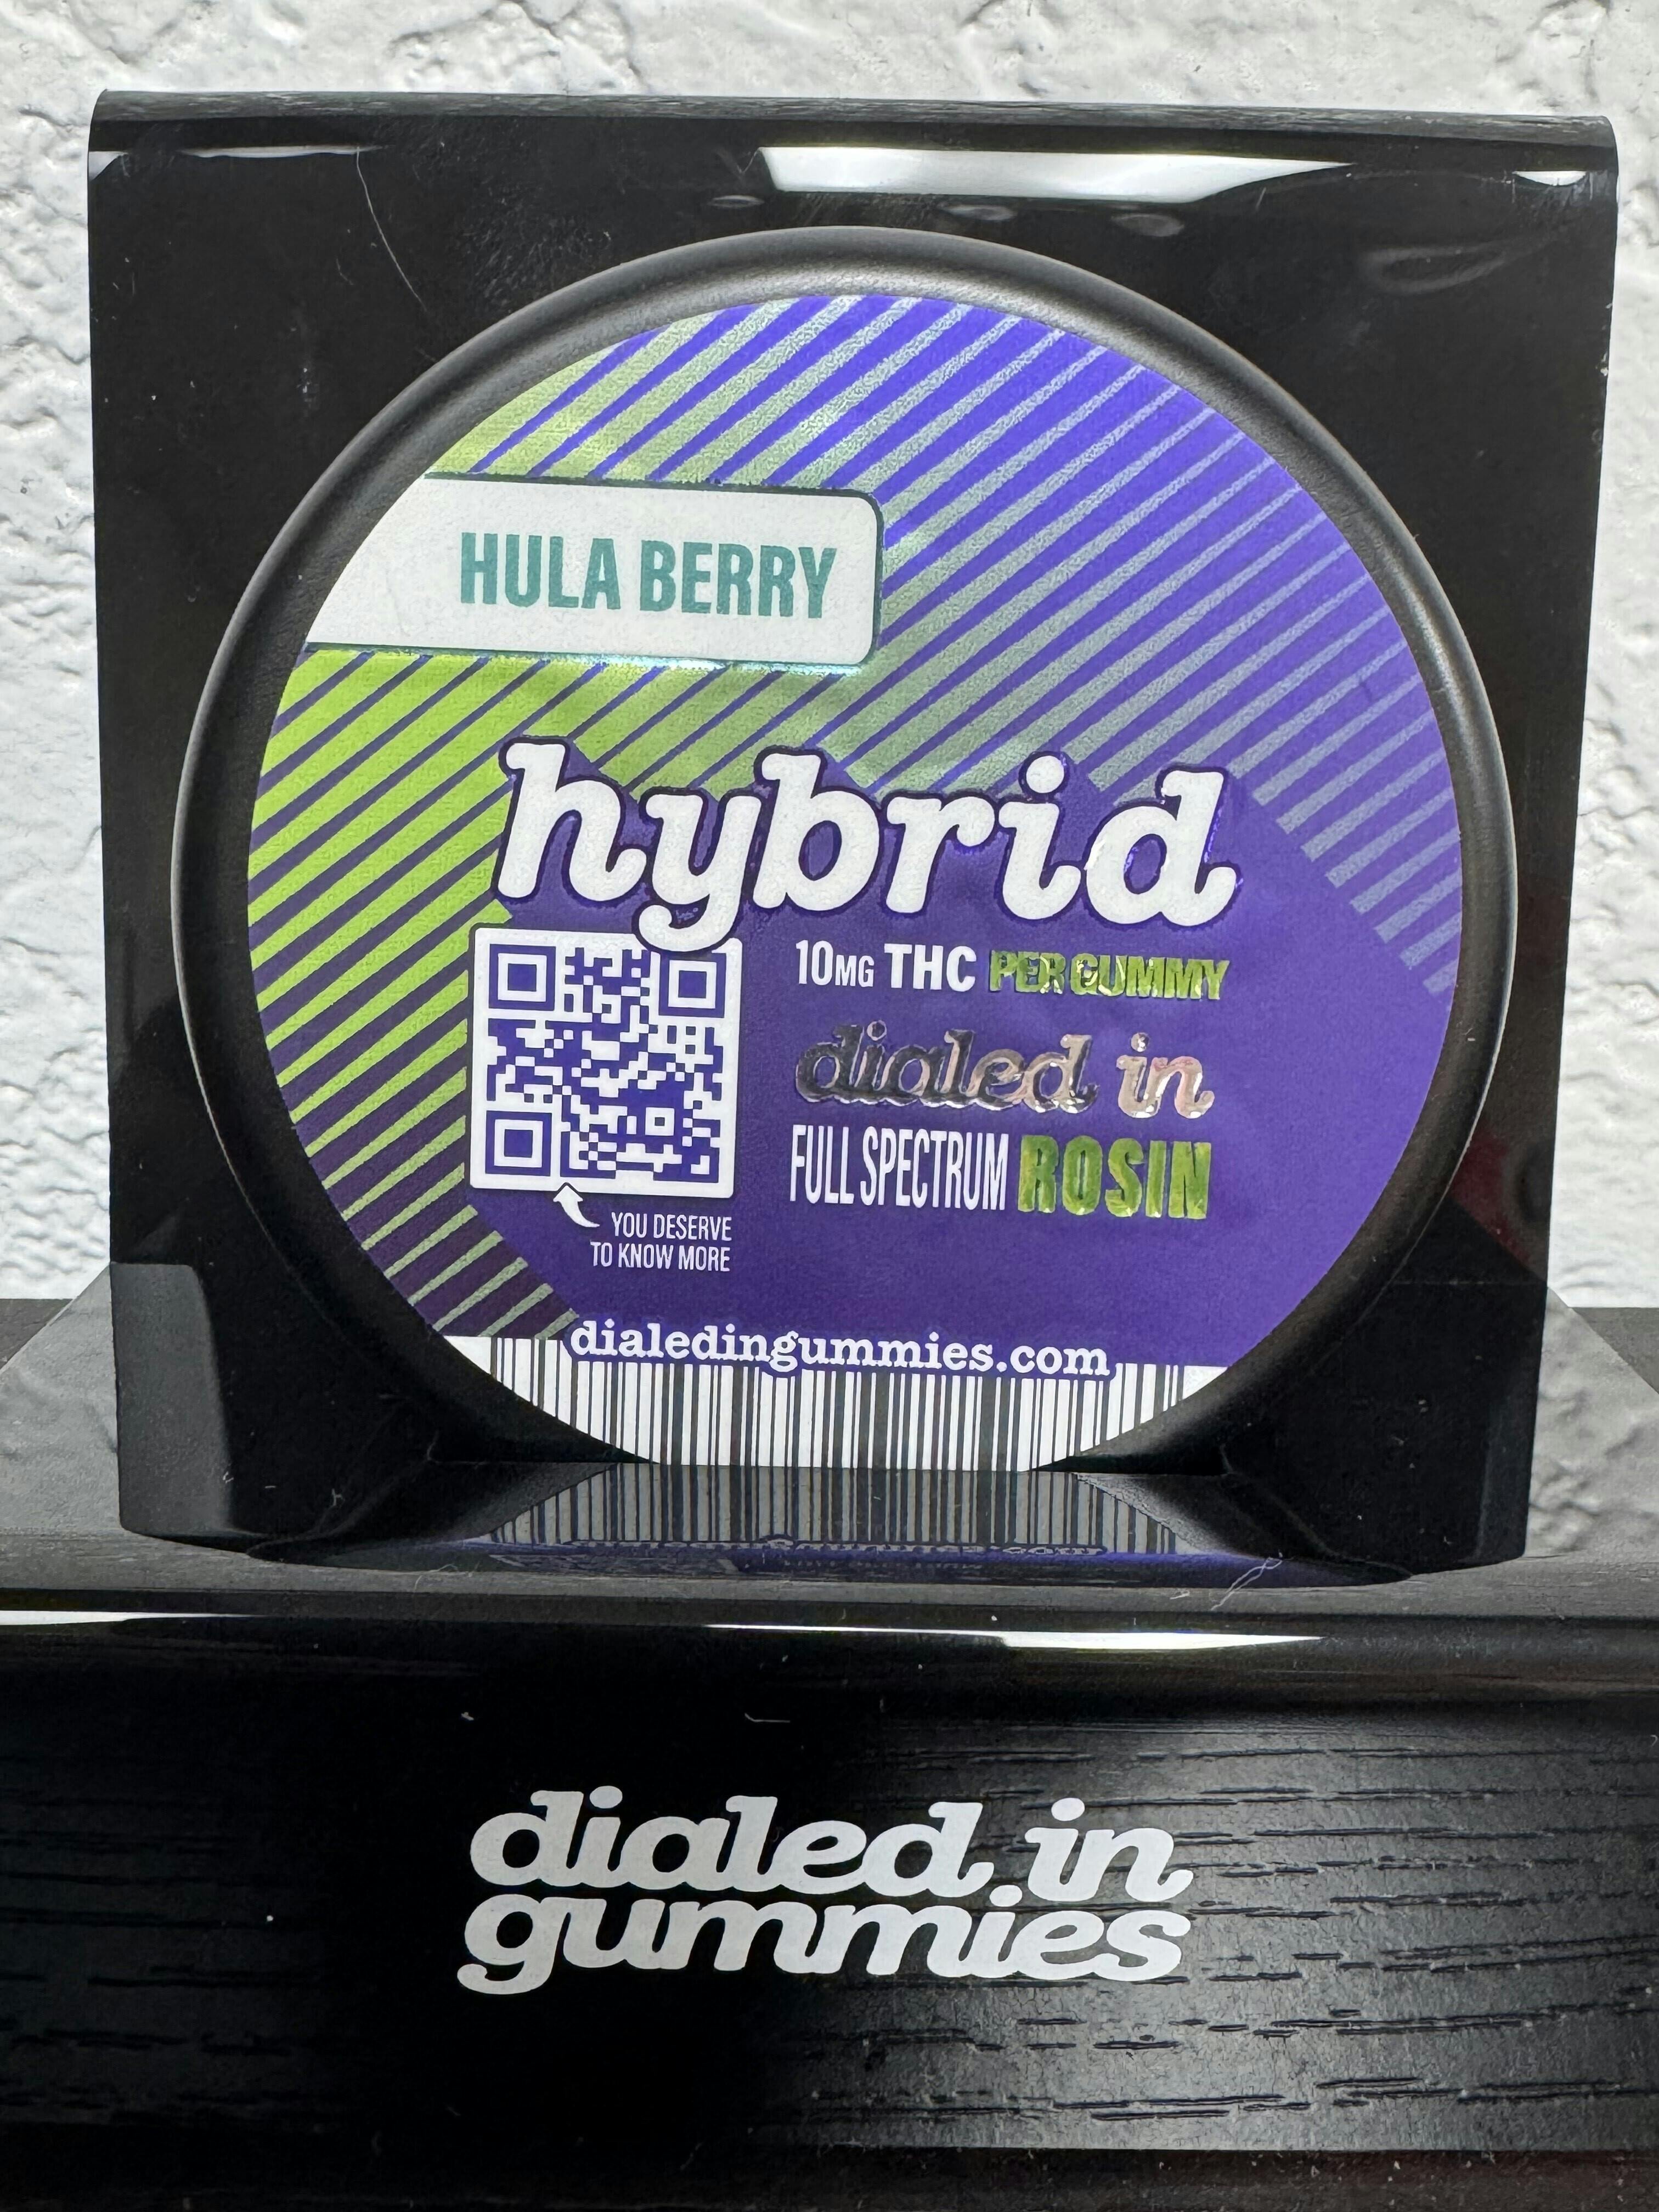 HULA BERRY
hybrid
10MG THC PER GUMMY
dialed in
FULL SPECTRUM ROSIN
YOU DESERVE
TO KNOW MORE
dialedingummies.com
dialed in
gummies